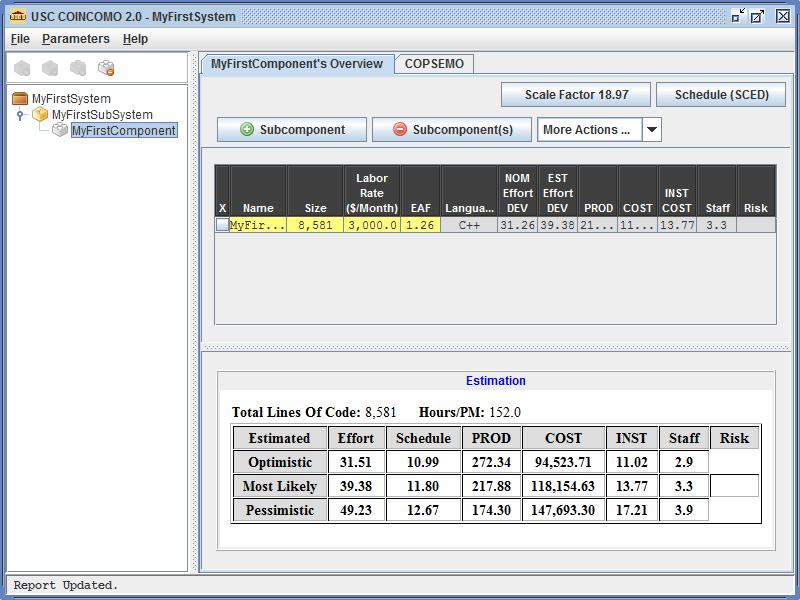 USC COINCOMO 2.0 - MyFirstSystem
File Parameters Help
MyFirstSystem
MyFirstSubSystem
MyFirstComponent
MyFirstComponent's Overview COPSEMO
Scale Factor 18.97 Schedule (SCED)
Subcomponent Subcomponent(s) More Actions ...
X Name Size Labor Rate ($/Month) EAF Langua... NOM Effort DEV EST Effort DEV PROD COST INST COST Staff Risk
MyFir... 8,581 3,000.0 1.26 C++ 31.26 39.38 21... 11... 13.77 3.3
Estimation
Total Lines Of Code: 8,581 Hours/PM: 152.0
Estimated Effort Schedule PROD COST INST Staff Risk
Optimistic 31.51 10.99 272.34 94,523.71 11.02 2.9
Most Likely 39.38 11.80 217.88 118,154.63 13.77 3.3
Pessimistic 49.23 12.67 174.30 147,693.30 17.21 3.9
Report Updated.